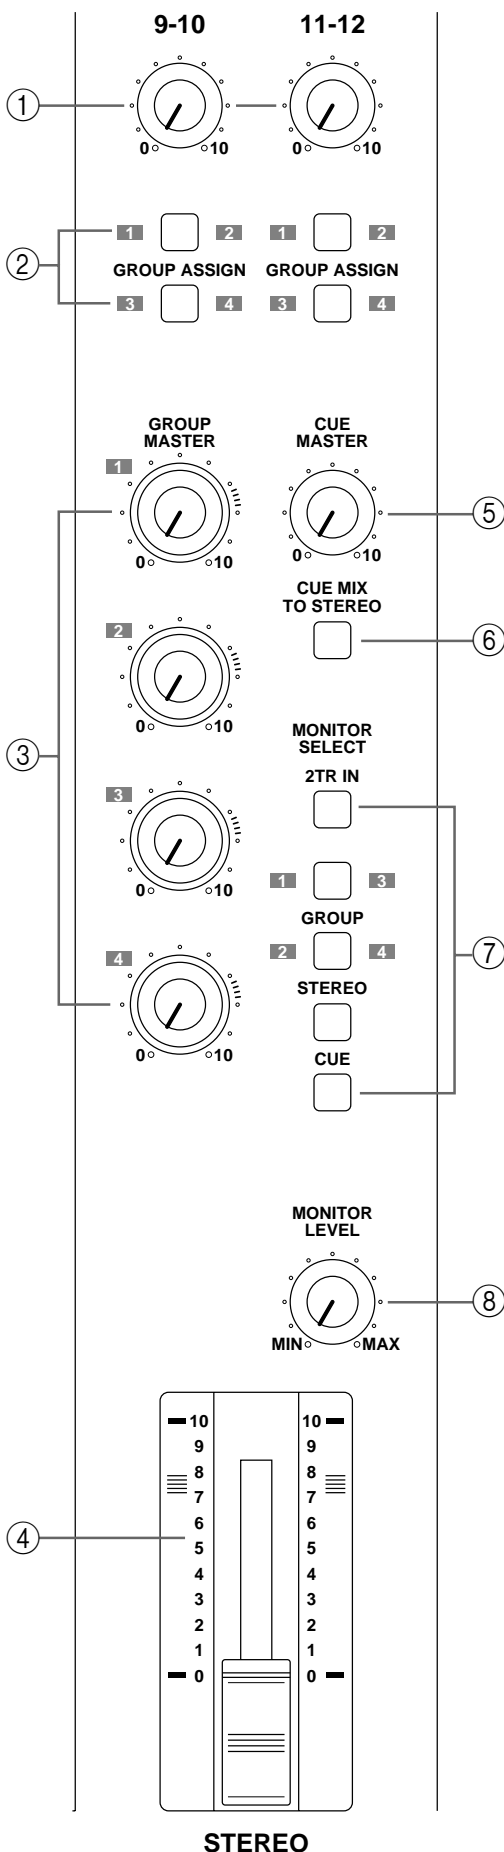 9-10 11-12
①
0 10 0 10
1 2 1 2
②
GROUP ASSIGN GROUP ASSIGN
3 4 3 4
GROUP
MASTER
CUE
MASTER
1
⑤
0 10 0 10
CUE MIX
TO STEREO
2
⑥
0 10
MONITOR
SELECT
③
2TR IN
3
0 10
1 3
GROUP
4
2 4
⑦
STEREO
0 10
CUE
MONITOR
LEVEL
⑧
MIN MAX
10 10
9 9
8 8
7 7
6 6
④
5 5
4 4
3 3
2 2
1 1
0 0
STEREO